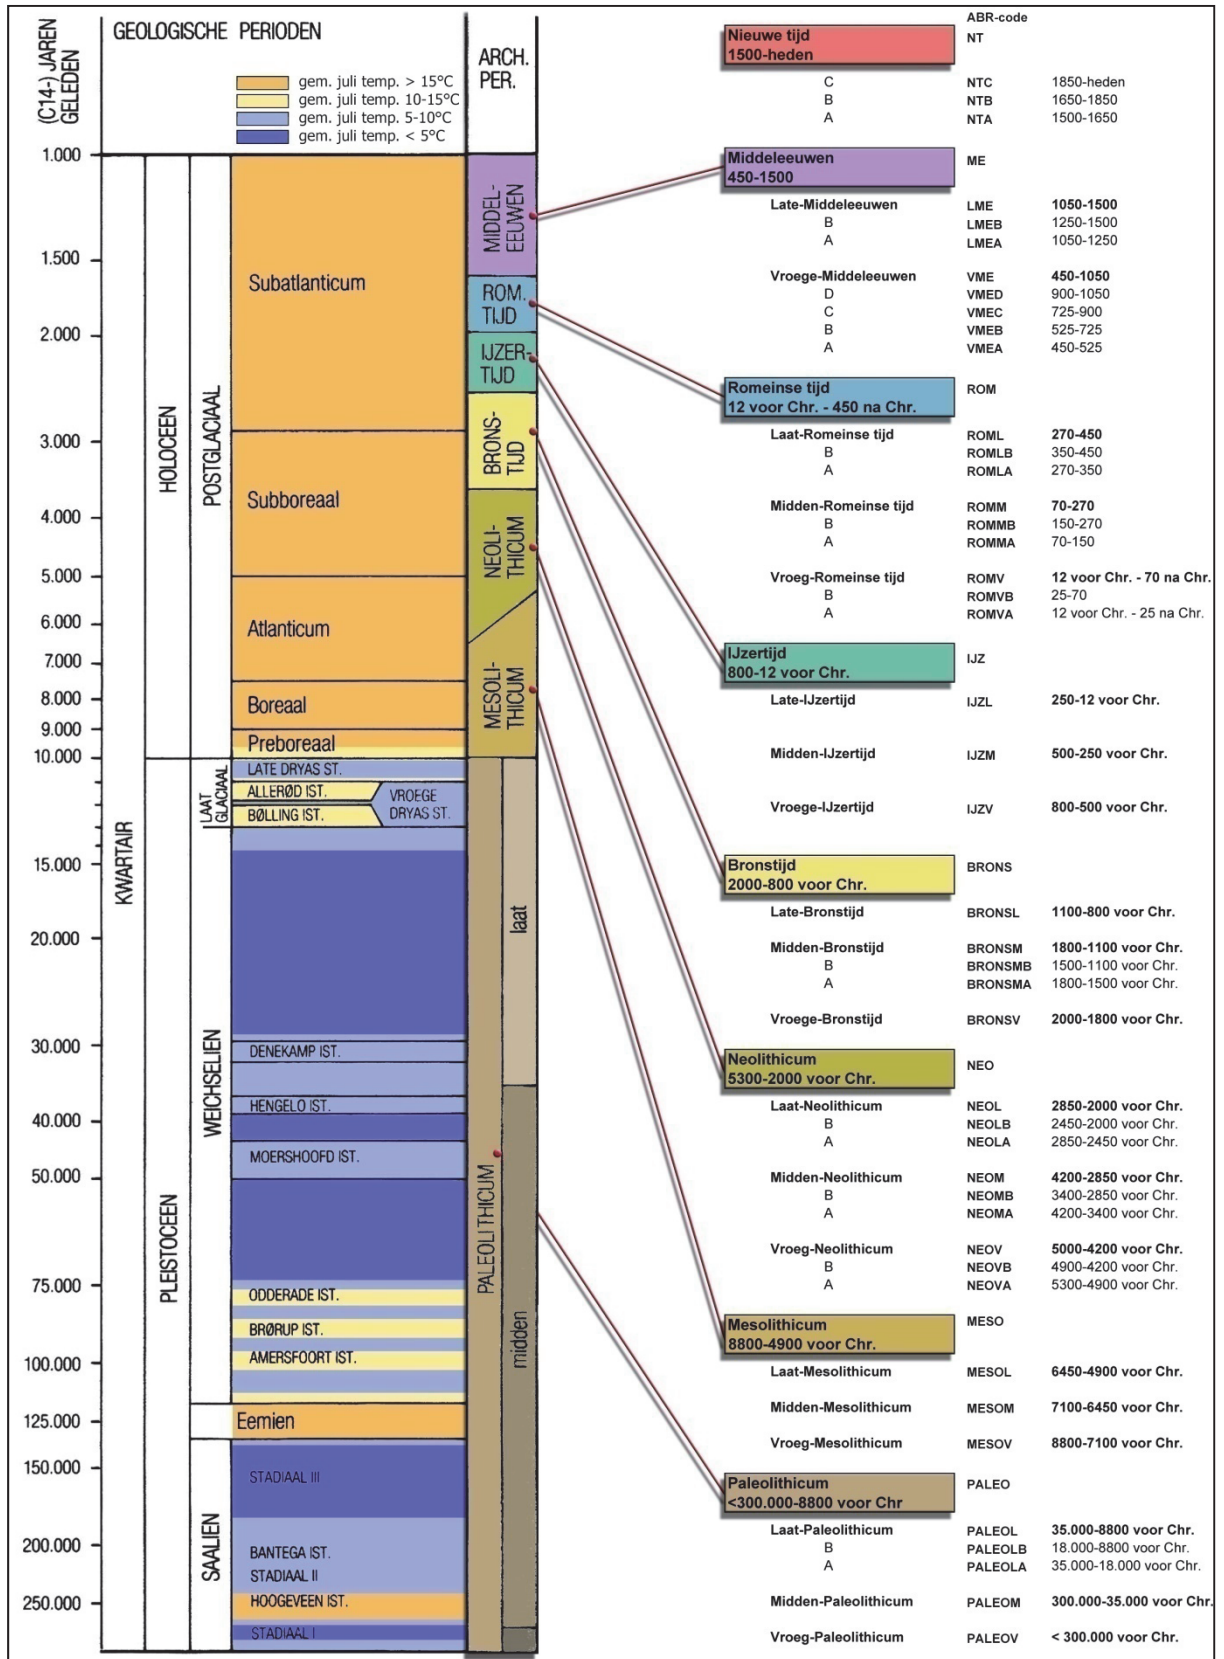 (C14-) JAREN
GELEDEN
GEOLOGISCHE PERIODEN
gem. juli temp. > 15°C
gem. juli temp. 10-15°C
gem. juli temp. 5-10°C
gem. juli temp. < 5°C
ARCH.
PER.
1.000
1.500
2.000
3.000
4.000
5.000
6.000
7.000
8.000
9.000
10.000
15.000
20.000
30.000
40.000
50.000
75.000
100.000
125.000
150.000
200.000
250.000
KWARTAIR
HOLOCEEN
PLEISTOCEEN
POSTGLACIAAL
LAAT
GLACIAAL
WEICHSELIEN
SAALIEN
Subatlanticum
Subboreaal
Atlanticum
Boreaal
Preboreaal
LATE DRYAS ST.
ALLERØD IST.
VROEGE
DRYAS ST.
BØLLING IST.
DENEKAMP IST.
HENGELO IST.
MOERSHOOFD IST.
ODDERADE IST.
BRØRUP IST.
AMERSFOORT IST.
Eemien
STADIAAL III
BANTEGA IST.
STADIAAL II
HOOGEVEEN IST.
STADIAAL I
MIDDEL-
EEUWEN
ROM.
TIJD
IJZER-
TIJD
BRONS-
TIJD
NEOLI-
THICUM
MESOLI-
THICUM
PALEOLITHICUM
laat
midden
ABR-code
Nieuwe tijd NT
1500-heden
C NTC 1850-heden
B NTB 1650-1850
A NTA 1500-1650
Middeleeuwen ME
450-1500
Late-Middeleeuwen LME 1050-1500
B LMEB 1250-1500
A LMEA 1050-1250
Vroege-Middeleeuwen VME 450-1050
D VMED 900-1050
C VMEC 725-900
B VMEB 525-725
A VMEA 450-525
Romeinse tijd ROM
12 voor Chr. - 450 na Chr.
Laat-Romeinse tijd ROML 270-450
B ROMLB 350-450
A ROMLA 270-350
Midden-Romeinse tijd ROMM 70-270
B ROMMB 150-270
A ROMMA 70-150
Vroeg-Romeinse tijd ROMV 12 voor Chr. - 70 na Chr.
B ROMVB 25-70
A ROMVA 12 voor Chr. - 25 na Chr.
IJzertijd IJZ
800-12 voor Chr.
Late-IJzertijd IJZL 250-12 voor Chr.
Midden-IJzertijd IJZM 500-250 voor Chr.
Vroege-IJzertijd IJZV 800-500 voor Chr.
Bronstijd BRONS
2000-800 voor Chr.
Late-Bronstijd BRONSL 1100-800 voor Chr.
Midden-Bronstijd BRONSM 1800-1100 voor Chr.
B BRONSMB 1500-1100 voor Chr.
A BRONSMA 1800-1500 voor Chr.
Vroege-Bronstijd BRONSV 2000-1800 voor Chr.
Neolithicum NEO
5300-2000 voor Chr.
Laat-Neolithicum NEOL 2850-2000 voor Chr.
B NEOLB 2450-2000 voor Chr.
A NEOLA 2850-2450 voor Chr.
Midden-Neolithicum NEOM 4200-2850 voor Chr.
B NEOMB 3400-2850 voor Chr.
A NEOMA 4200-3400 voor Chr.
Vroeg-Neolithicum NEOV 5000-4200 voor Chr.
B NEOVB 4900-4200 voor Chr.
A NEOVA 5300-4900 voor Chr.
Mesolithicum MESO
8800-4900 voor Chr.
Laat-Mesolithicum MESOL 6450-4900 voor Chr.
Midden-Mesolithicum MESOM 7100-6450 voor Chr.
Vroeg-Mesolithicum MESOV 8800-7100 voor Chr.
Paleolithicum PALEO
<300.000-8800 voor Chr
Laat-Paleolithicum PALEOL 35.000-8800 voor Chr.
B PALEOLB 18.000-8800 voor Chr.
A PALEOLA 35.000-18.000 voor Chr.
Midden-Paleolithicum PALEOM 300.000-35.000 voor Chr.
Vroeg-Paleolithicum PALEOV < 300.000 voor Chr.